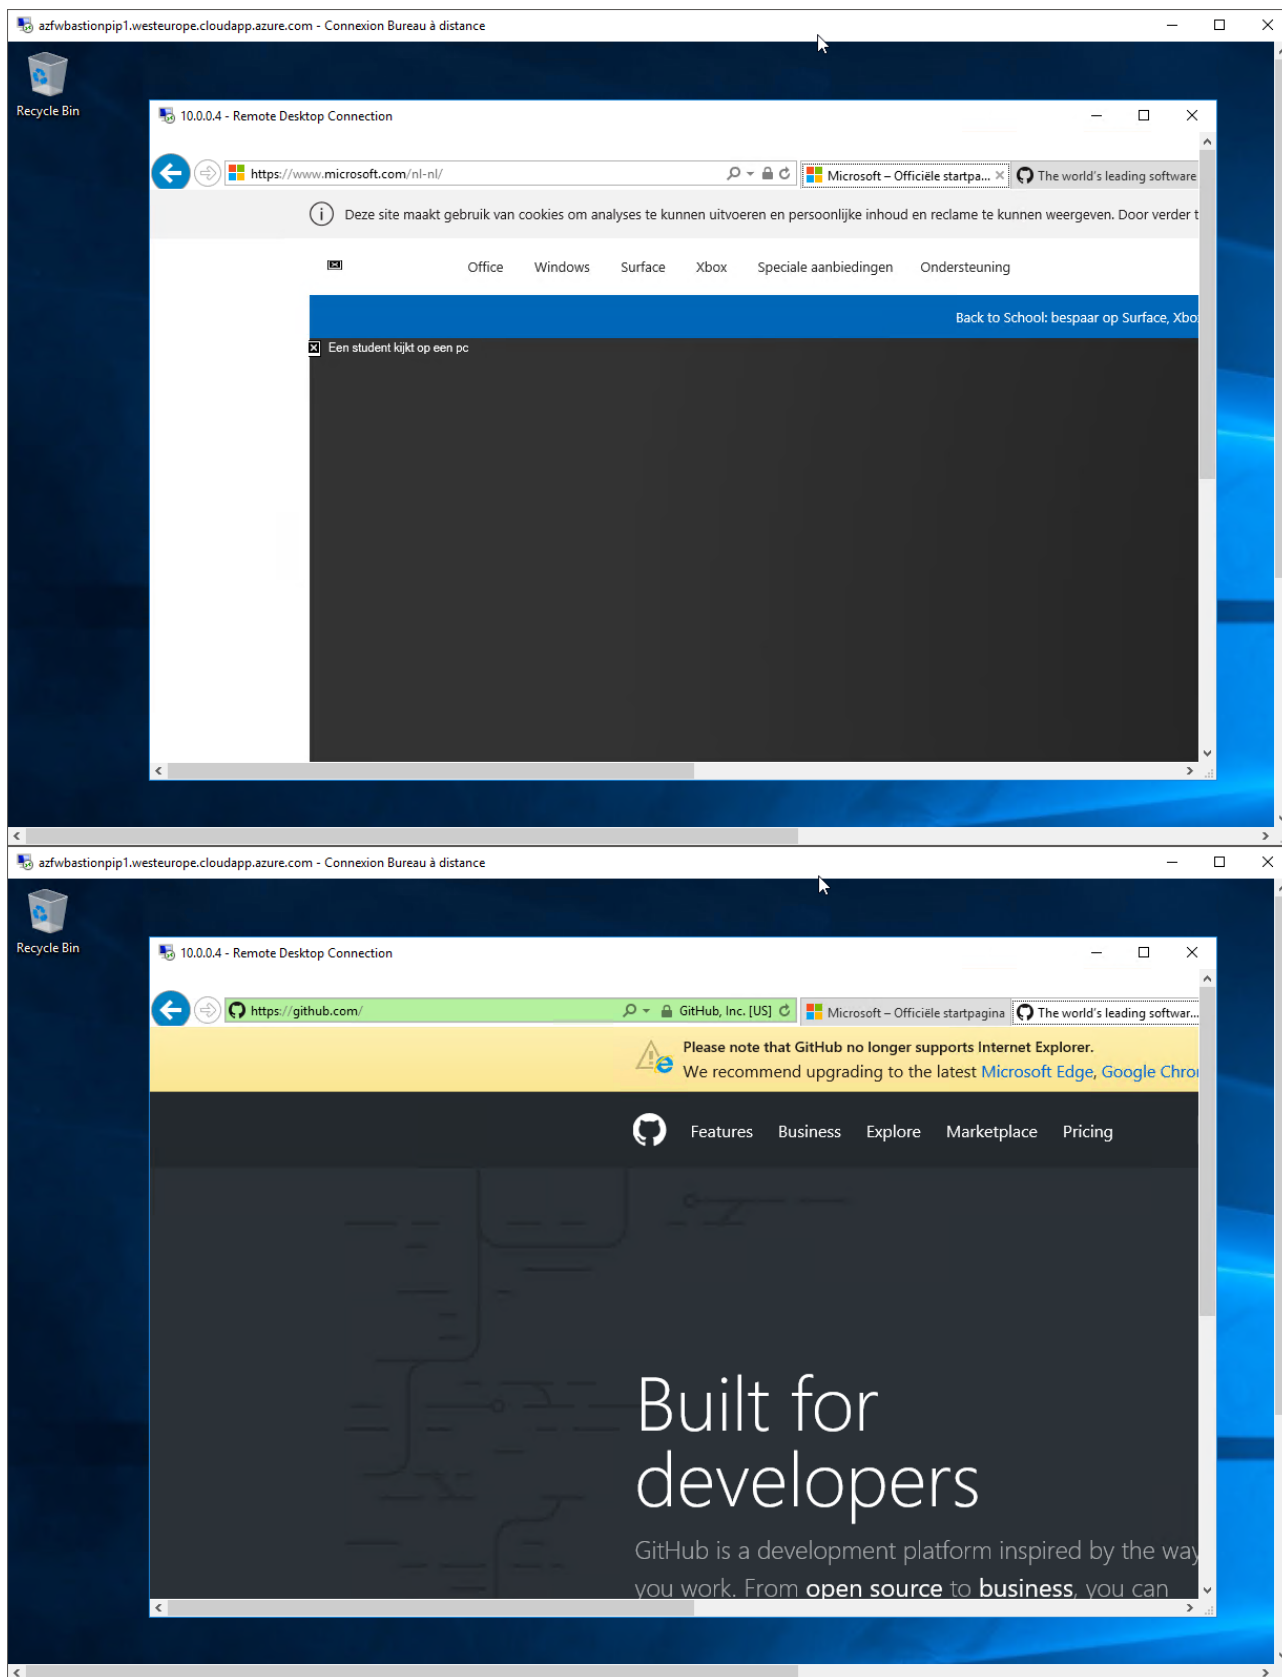 azfwbastionpip1.westeurope.cloudapp.azure.com - Connexion Bureau à distance
Recycle Bin
10.0.0.4 - Remote Desktop Connection
https://www.microsoft.com/nl-nl/
Microsoft – Officiële startpa...
The world's leading software
Deze site maakt gebruik van cookies om analyses te kunnen uitvoeren en persoonlijke inhoud en reclame te kunnen weergeven. Door verder t
Office Windows Surface Xbox Speciale aanbiedingen Ondersteuning
Back to School: bespaar op Surface, Xbo
Een student kijkt op een pc
azfwbastionpip1.westeurope.cloudapp.azure.com - Connexion Bureau à distance
Recycle Bin
10.0.0.4 - Remote Desktop Connection
https://github.com/
GitHub, Inc. [US]
Microsoft – Officiële startpagina
The world's leading softwar...
Please note that GitHub no longer supports Internet Explorer.
We recommend upgrading to the latest Microsoft Edge, Google Chro
Features Business Explore Marketplace Pricing
Built for
developers
GitHub is a development platform inspired by the way
you work. From open source to business, you can